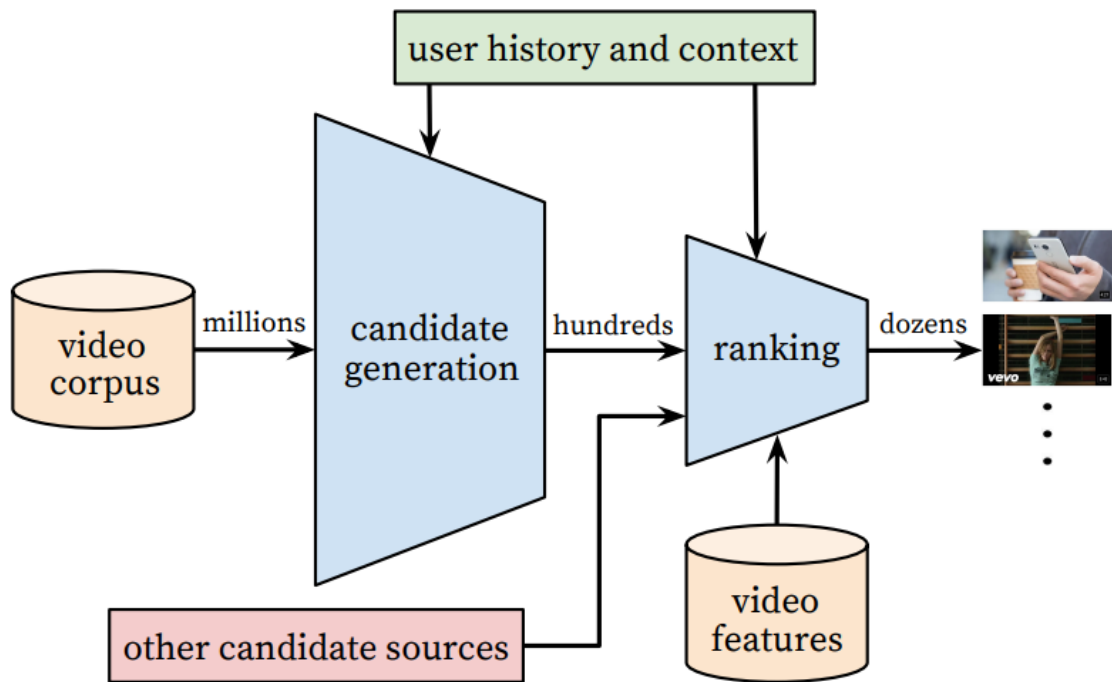 user history and context
millions
video
corpus
candidate
generation
hundreds
ranking
dozens
vevo
other candidate sources
video
features